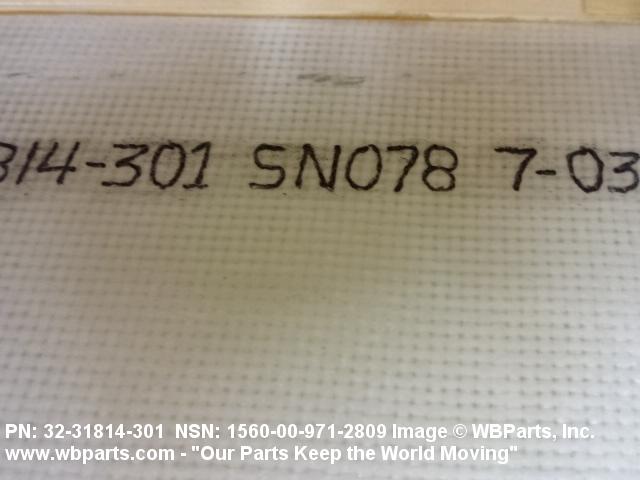 314-301 SN078 7-03
PN: 32-31814-301 NSN: 1560-00-971-2809 Image © WBParts, Inc.
www.wbparts.com - "Our Parts Keep the World Moving"